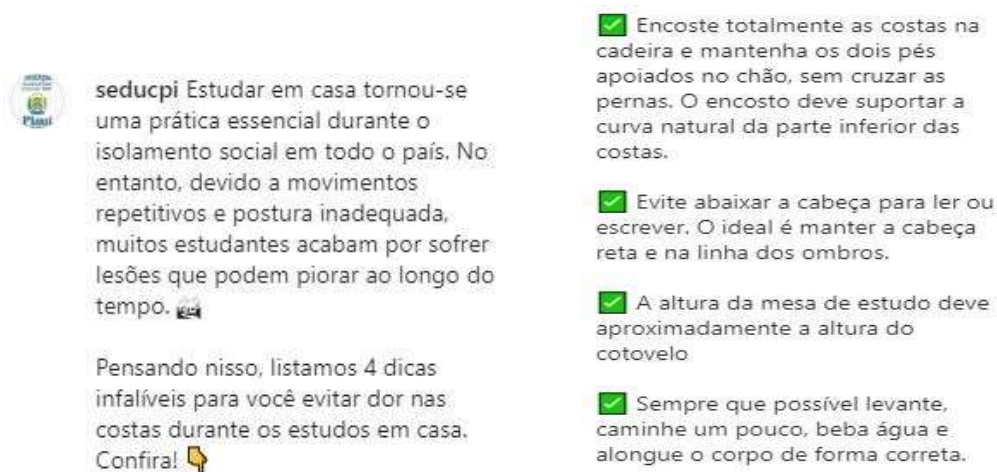 seducpi Estudar em casa tornou-se
uma prática essencial durante o
isolamento social em todo o país. No
entanto, devido a movimentos
repetitivos e postura inadequada,
muitos estudantes acabam por sofrer
lesões que podem piorar ao longo do
tempo.
Pensando nisso, listamos 4 dicas
infalíveis para você evitar dor nas
costas durante os estudos em casa.
Confira! 👇
✅ Encoste totalmente as costas na
cadeira e mantenha os dois pés
apoiados no chão, sem cruzar as
pernas. O encosto deve suportar a
curva natural da parte inferior das
costas.
✅ Evite abaixar a cabeça para ler ou
escrever. O ideal é manter a cabeça
reta e na linha dos ombros.
✅ A altura da mesa de estudo deve
aproximadamente a altura do
cotovelo
✅ Sempre que possível levante,
caminhe um pouco, beba água e
alongue o corpo de forma correta.
Piauí